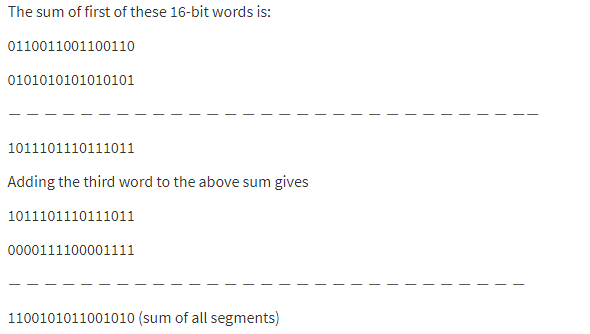 The sum of first of these 16-bit words is:
0110011001100110
0101010101010101
— — — — — — — — — — — — — — — — — — — — — — — — — — — — — —
1011101110111011
Adding the third word to the above sum gives
1011101110111011
0000111100001111
— — — — — — — — — — — — — — — — — — — — — — — — — — — — —
1100101011001010 (sum of all segments)